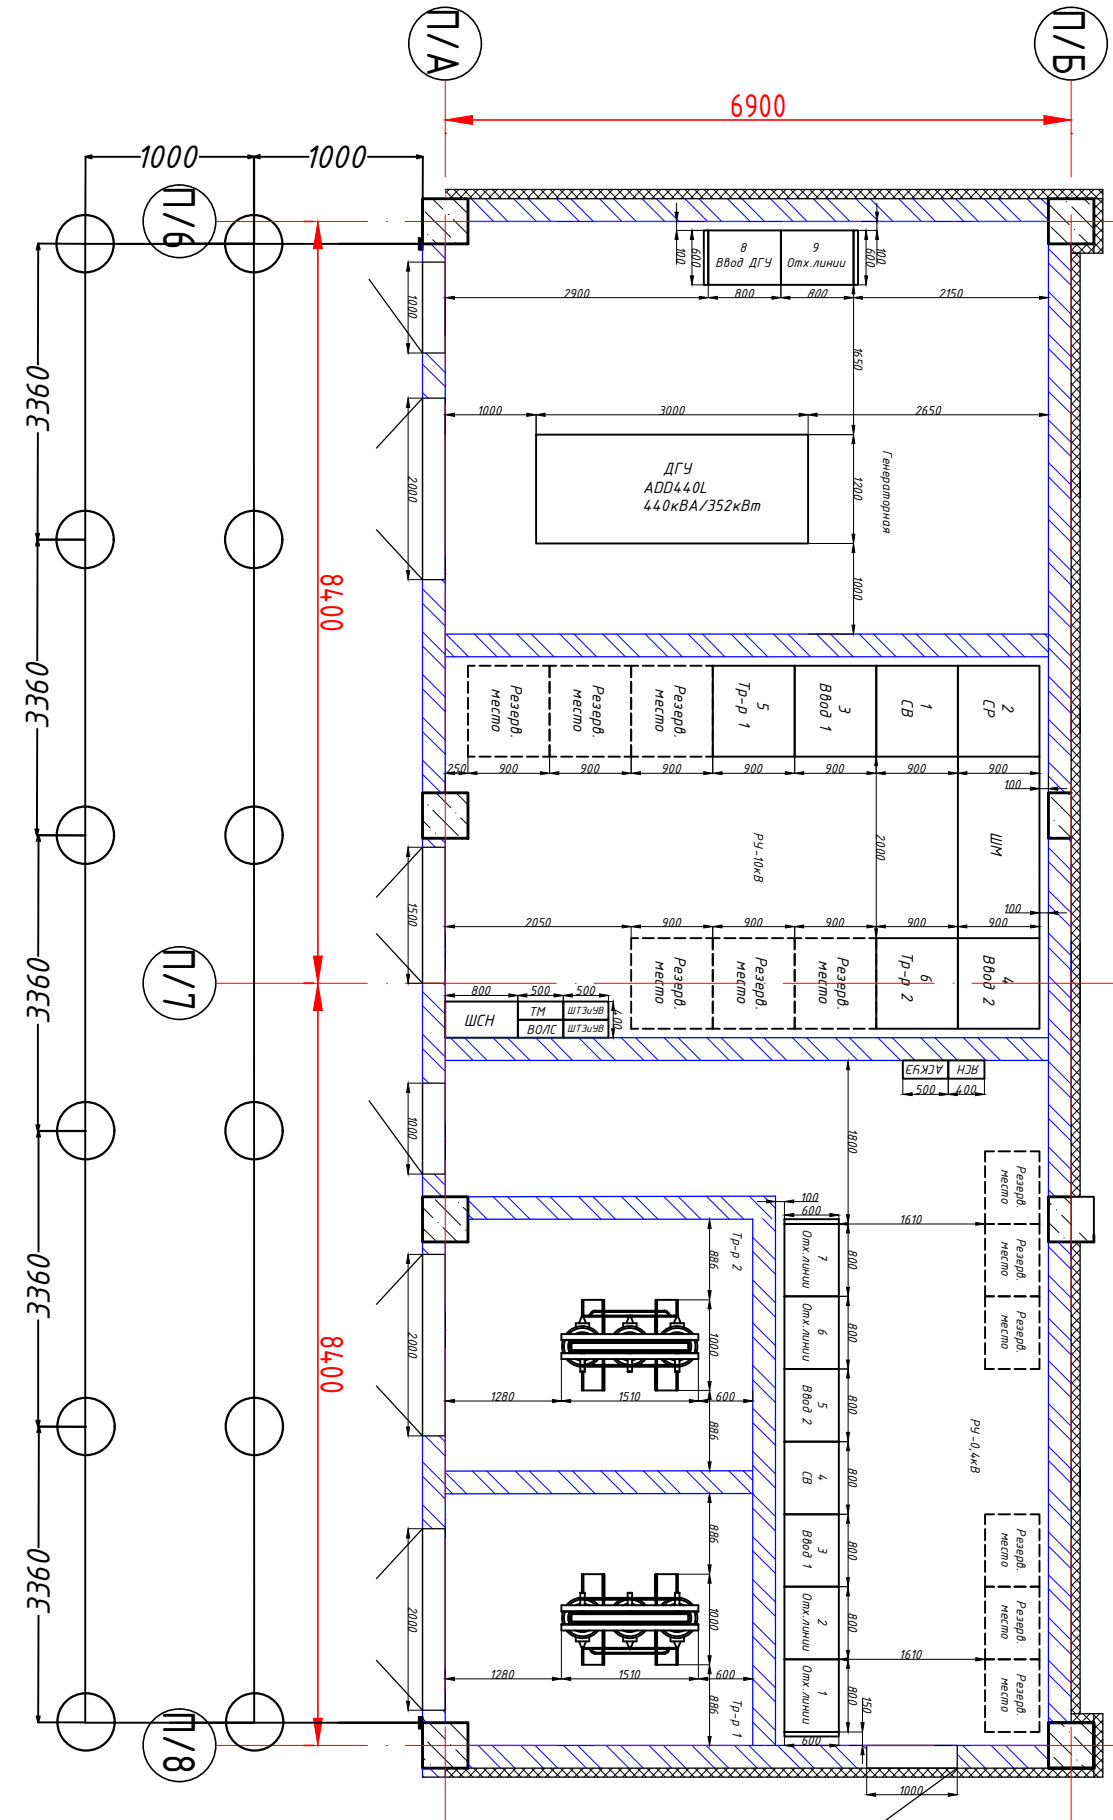 П/А
П/Б
6900
1000
1000
П/6
8
Ввод ДГУ
9
Отх.линии
100
600
100
600
2900
800
800
2150
1000
1650
3360
1000
3000
2650
ДГУ
ADD440L
440кВА/352кВт
Генераторная
2000
1200
1000
8400
3360
Резерв.
место
Резерв.
место
Резерв.
место
5
Тр-р 1
3
Ввод 1
1
СВ
2
СР
250
900
900
900
900
900
900
900
100
РУ-10кВ
2000
ШМ
1500
100
2050
900
900
900
900
900
3360
П/7
Резерв.
место
Резерв.
место
Резерв.
место
6
Тр-р 2
4
Ввод 2
800
500
500
400
ШСН
ТМ
ШТЗиУВ
ВОЛС
ШТЗиУВ
АСКУЭ
ЯСН
500
400
1000
1800
3360
100
600
1610
Резерв.
место
Резерв.
место
Резерв.
место
Тр-р 2
886
1000
886
2000
1280
1510
600
7
Отх.линии
6
Отх.линии
5
Ввод 2
4
СВ
3
Ввод 1
2
Отх.линии
1
Отх.линии
800
800
800
800
800
800
800
РУ-0,4кВ
8400
3360
Резерв.
место
Резерв.
место
Резерв.
место
886
1000
886
2000
1280
1510
600
Тр-р 1
1610
150
600
1000
П/8